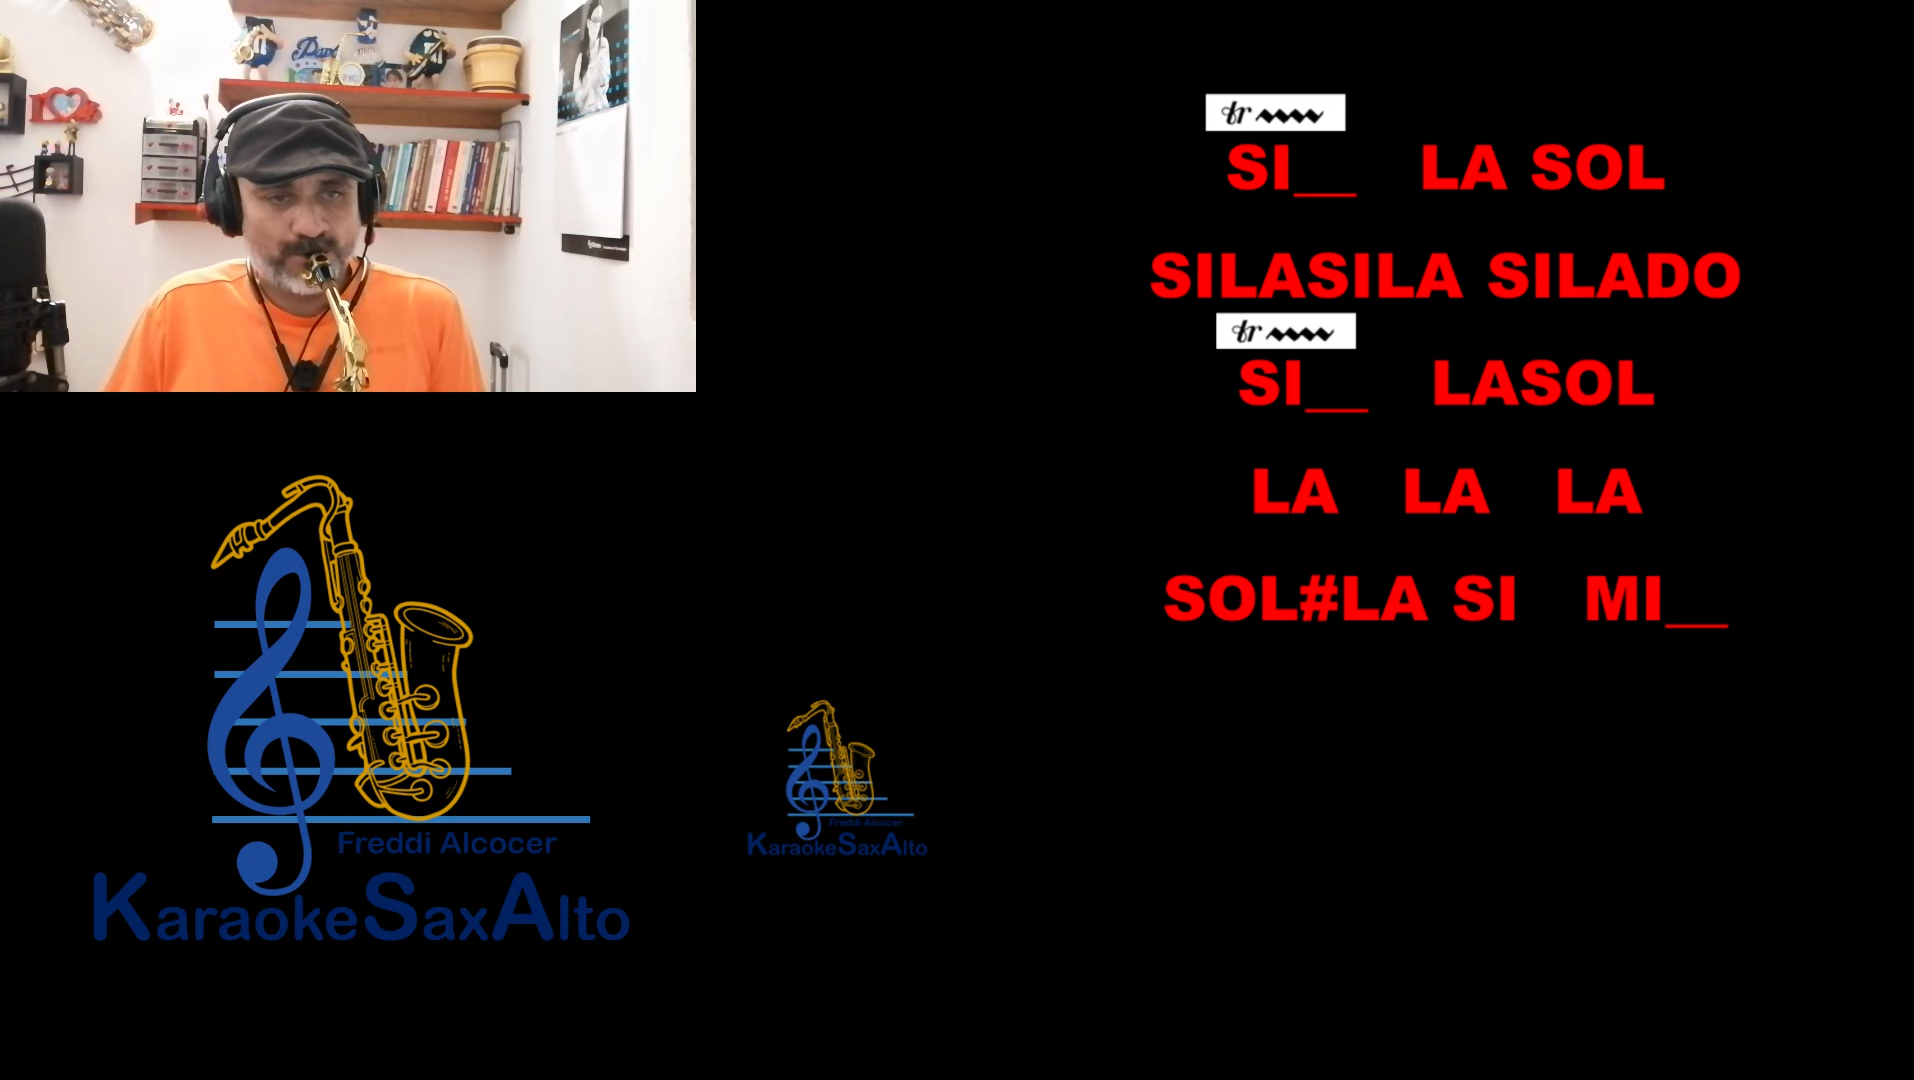 tr
SI__ LA SOL
SILASILA SILADO
tr
SI__ LASOL
LA LA LA
SOL#LA SI MI__
Freddi Alcocer
KaraokeSaxAlto
Freddi Alcocer
KaraokeSaxAlto